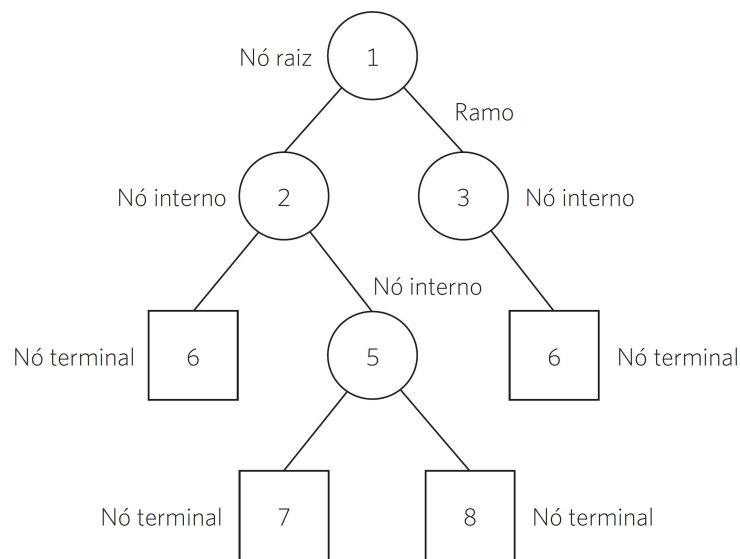 Nó raiz
1
Ramo
Nó interno
2
3
Nó interno
Nó interno
Nó terminal
6
5
6
Nó terminal
Nó terminal
7
8
Nó terminal